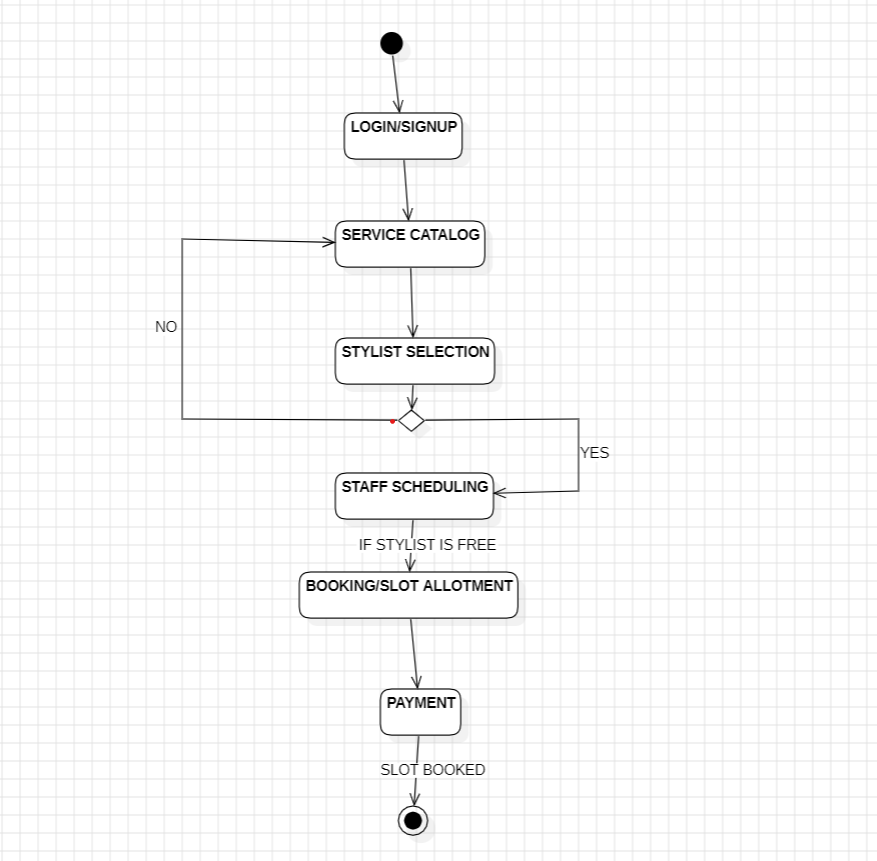 LOGIN/SIGNUP
SERVICE CATALOG
NO
STYLIST SELECTION
YES
STAFF SCHEDULING
IF STYLIST IS FREE
BOOKING/SLOT ALLOTMENT
PAYMENT
SLOT BOOKED